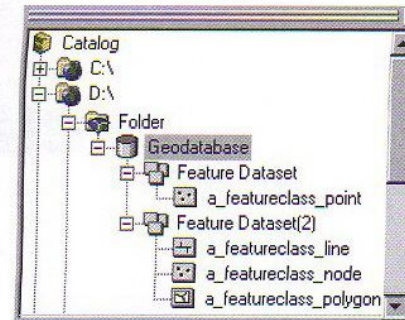 Catalog
C:\
D:\
Folder
Geodatabase
Feature Dataset
a_featureclass_point
Feature Dataset(2)
a_featureclass_line
a_featureclass_node
a_featureclass_polygon